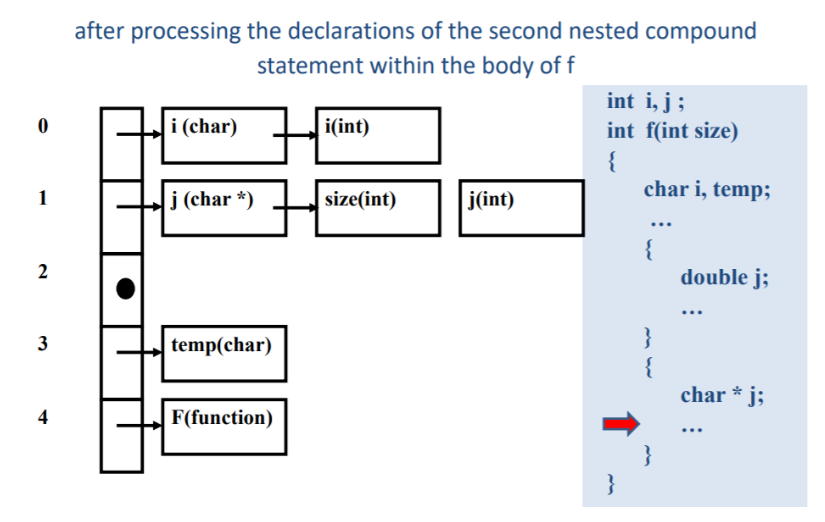 after processing the declarations of the second nested compound
statement within the body of f
0 i (char) i(int)
1 j (char *) size(int) j(int)
2
3 temp(char)
4 F(function)
int i, j ;
int f(int size)
{
char i, temp;
…
{
double j;
…
}
{
char * j;
…
}
}